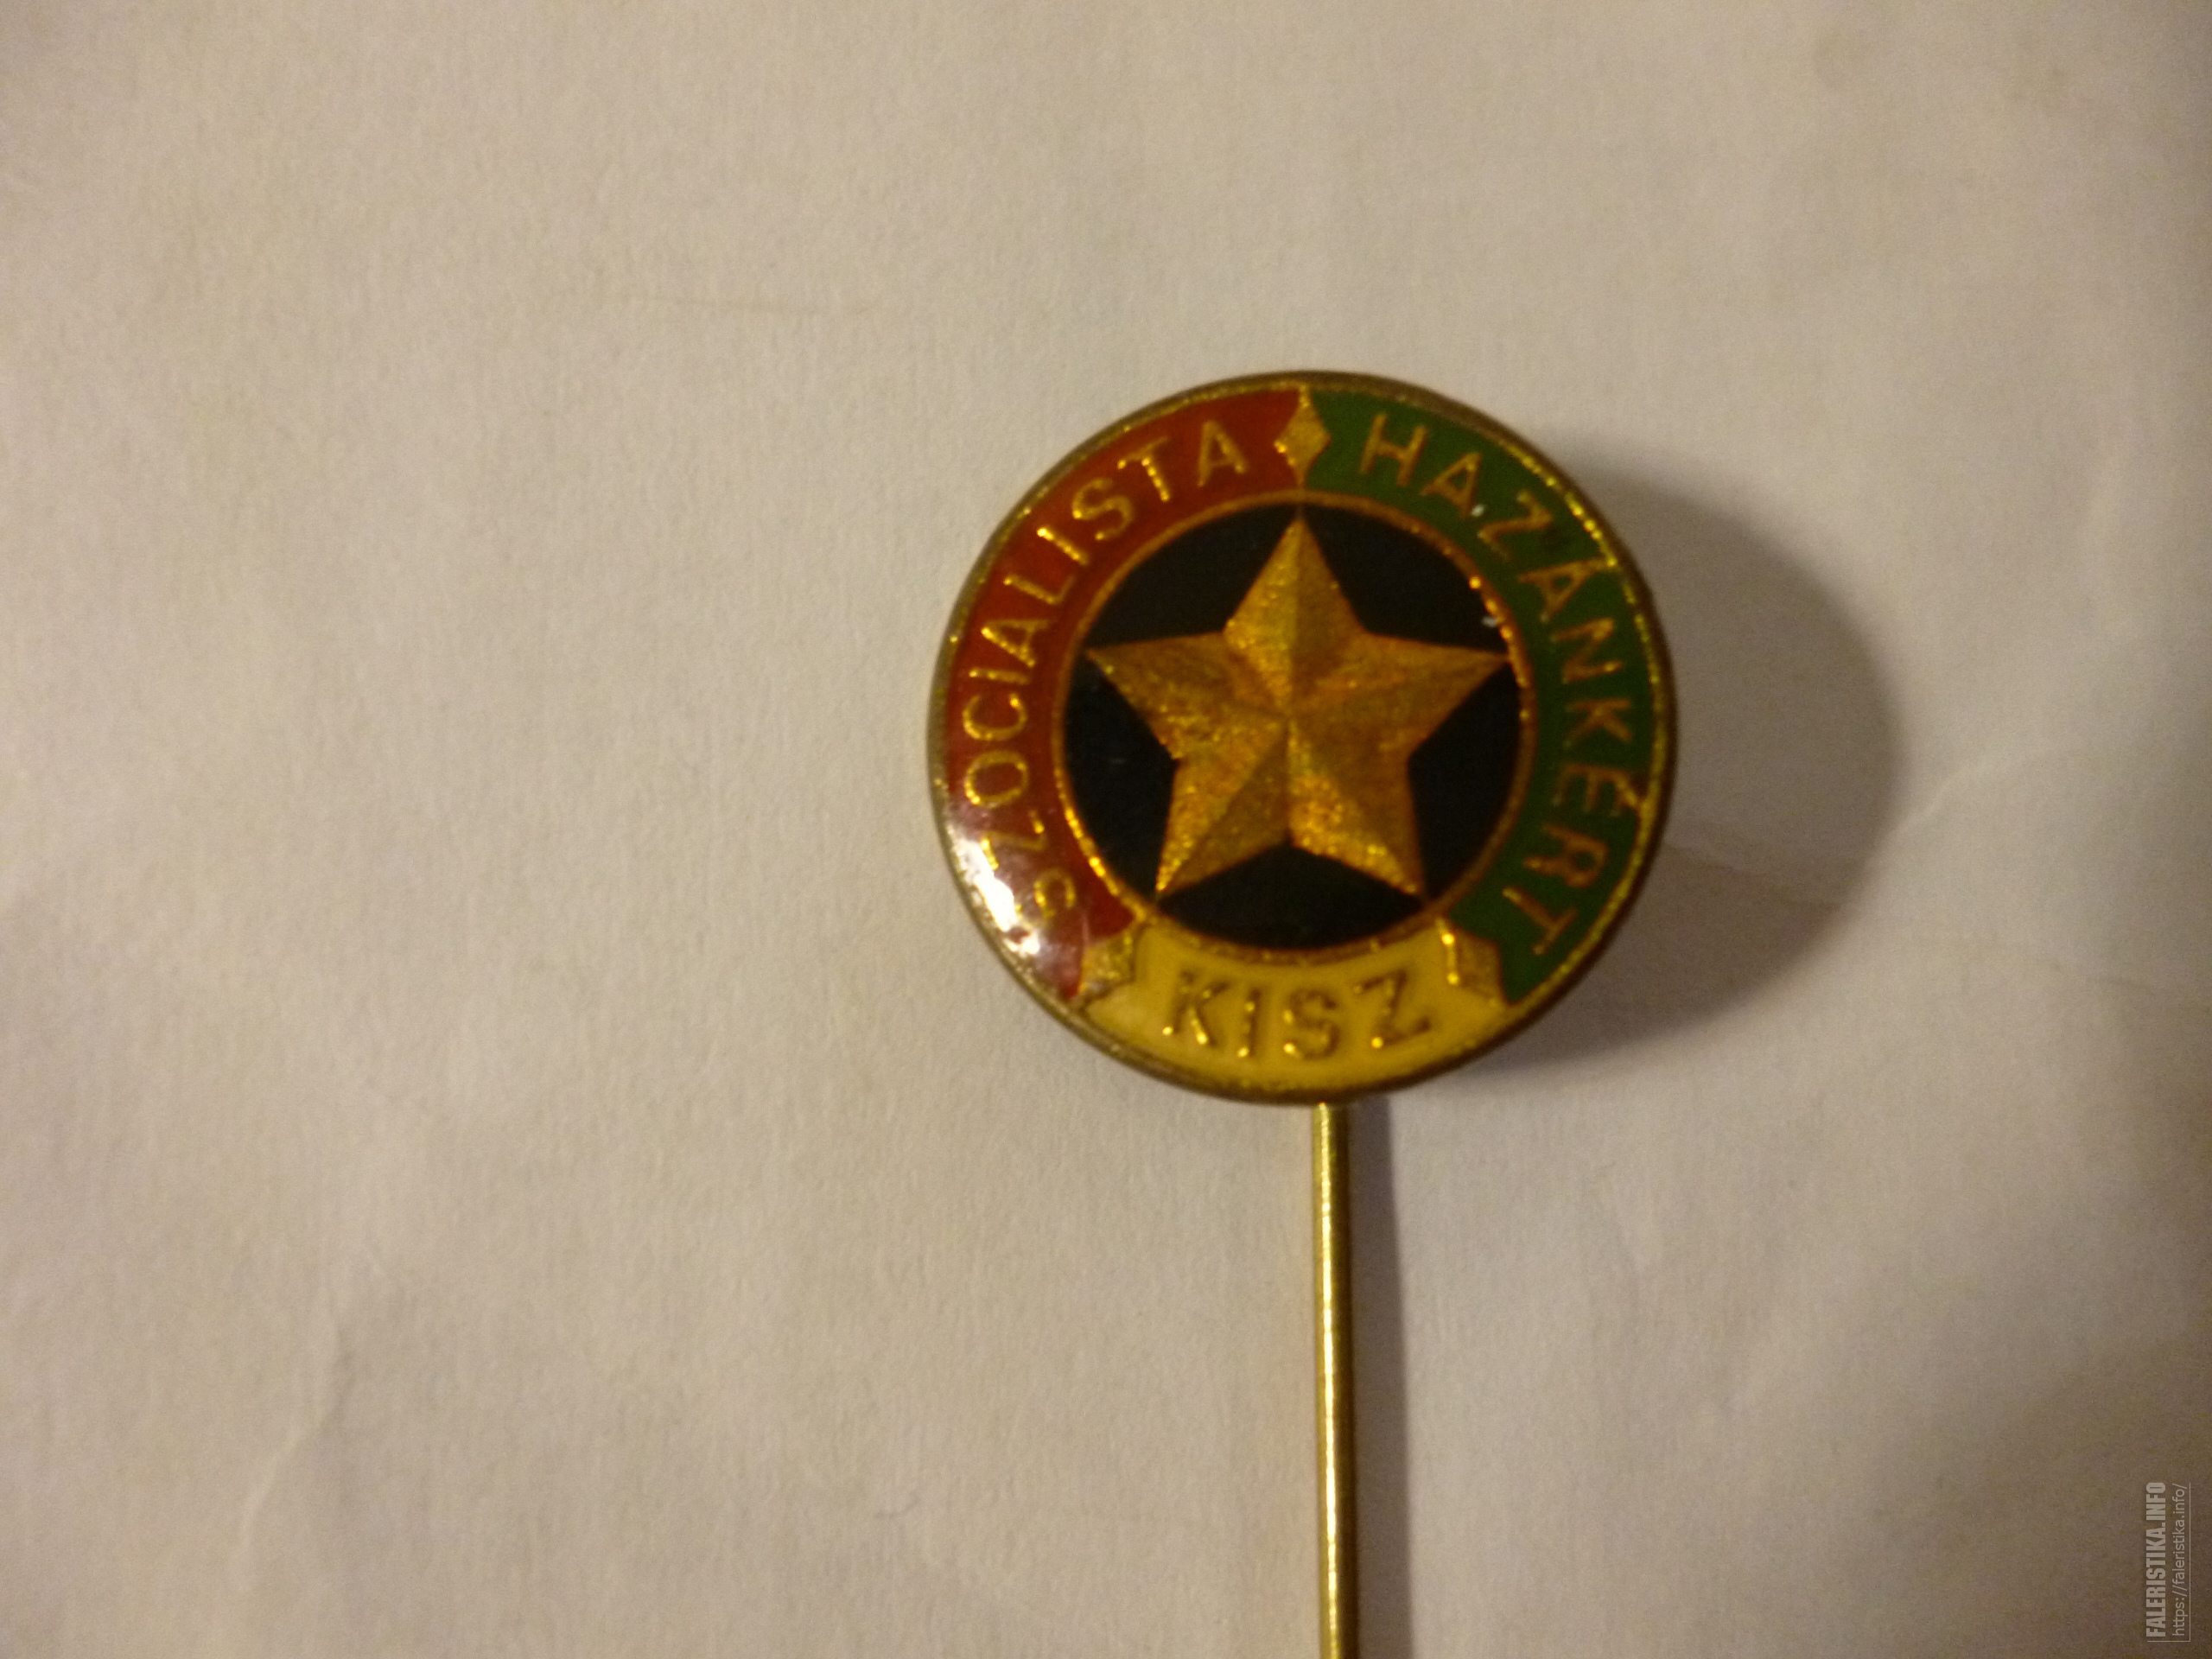 SZOCIALISTA HAZÁNKÉRT
KISZ
FALERISTIKA.INFO
https://faleristika.info/